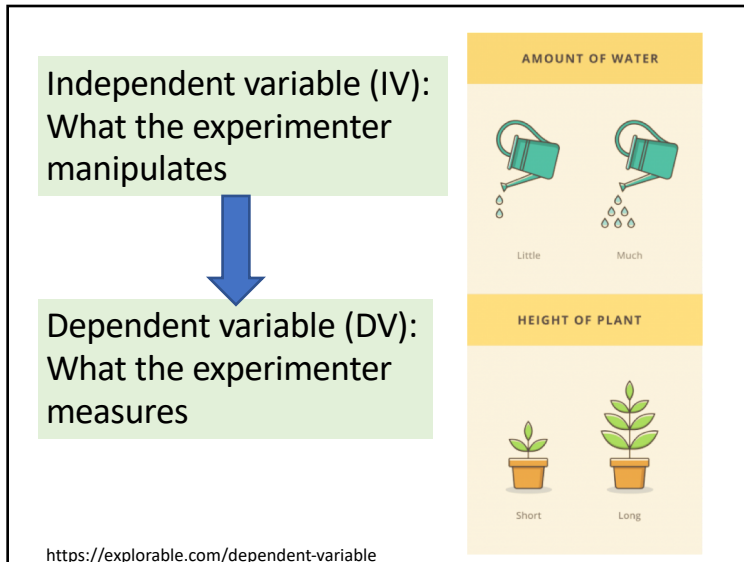 Independent variable (IV):
What the experimenter
manipulates
Dependent variable (DV):
What the experimenter
measures
AMOUNT OF WATER
Little Much
HEIGHT OF PLANT
Short Long
https://explorable.com/dependent-variable